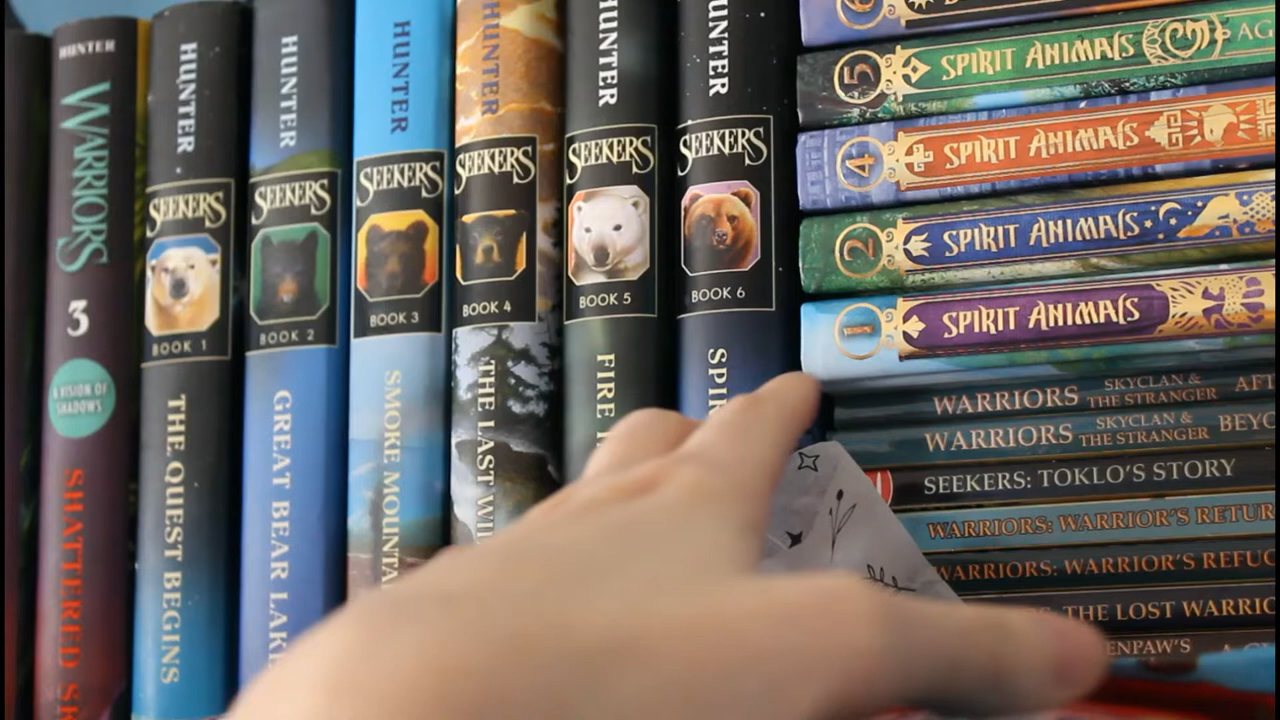 HUNTER
WARRIORS
3
A VISION OF
SHADOWS
SHATTERED
HUNTER
SEEKERS
BOOK 1
THE QUEST BEGINS
HUNTER
SEEKERS
BOOK 2
GREAT BEAR
HUNTER
SEEKERS
BOOK 3
SMOKE
HUNTER
SEEKERS
BOOK 4
THE LAST
HUNTER
SEEKERS
BOOK 5
FIRE
UNTER
SEEKERS
BOOK 6
6
5 SPIRIT ANIMALS
4 SPIRIT ANIMALS
2 SPIRIT ANIMALS
1 SPIRIT ANIMALS
WARRIORS SKYCLAN & THE STRANGER
WARRIORS SKYCLAN & THE STRANGER
SEEKERS: TOKLO'S STORY
WARRIORS: WARRIOR'S RETUR
WARRIORS: WARRIOR'S REFUG
THE LOST WARRIO
ENPAW'S